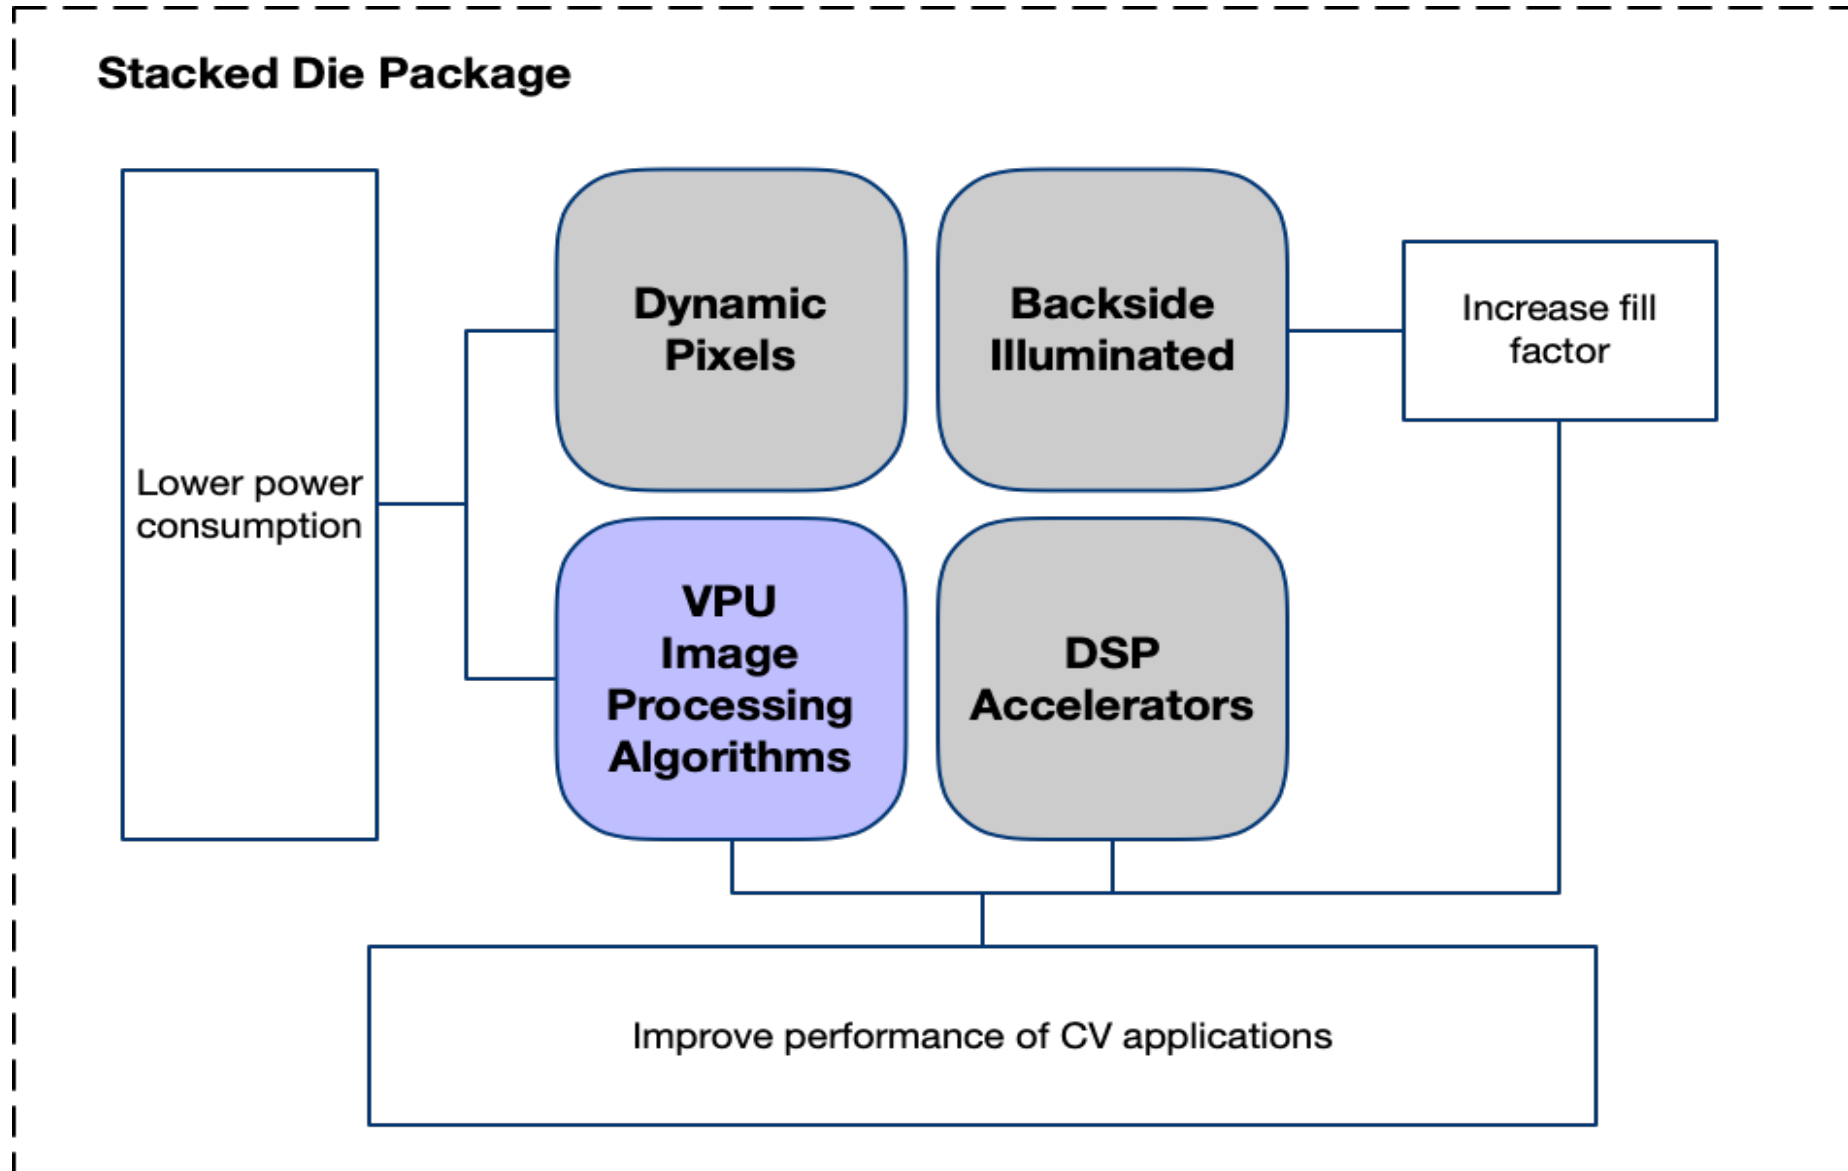 Stacked Die Package
Dynamic
Pixels
Backside
Illuminated
Increase fill
factor
Lower power
consumption
VPU
Image
Processing
Algorithms
DSP
Accelerators
Improve performance of CV applications